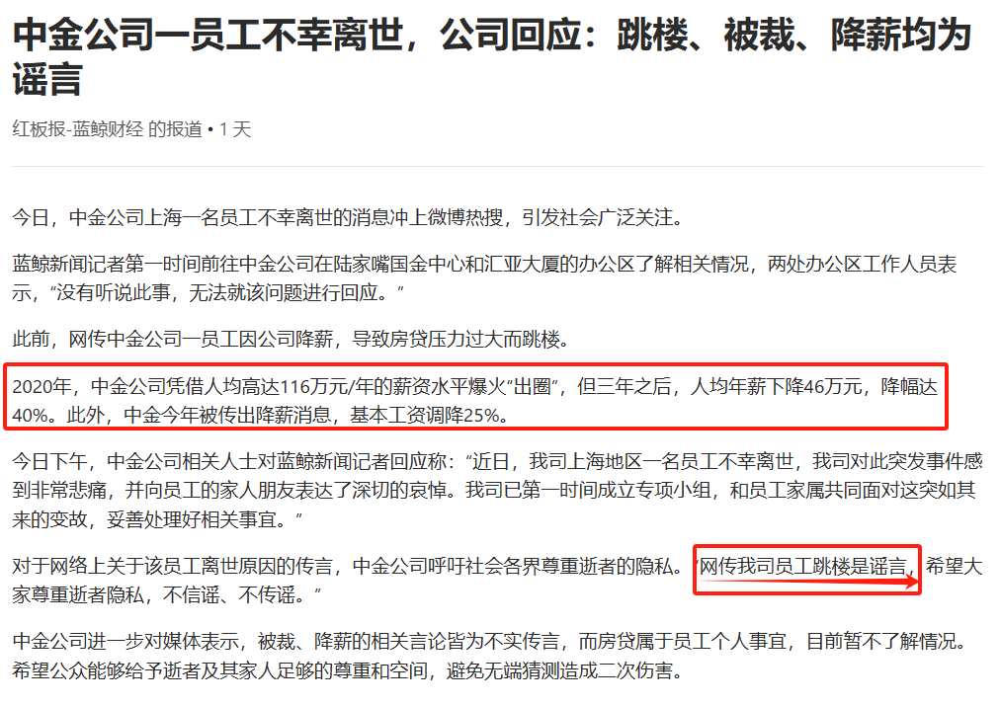 中金公司一员工不幸离世，公司回应：跳楼、被裁、降薪均为
谣言
红板报-蓝鲸财经 的报道 • 1 天
今日，中金公司上海一名员工不幸离世的消息冲上微博热搜，引发社会广泛关注。
蓝鲸新闻记者第一时间前往中金公司在陆家嘴国金中心和汇亚大厦的办公区了解相关情况，两处办公区工作人员表
示，“没有听说此事，无法就该问题进行回应。”
此前，网传中金公司一员工因公司降薪，导致房贷压力过大而跳楼。
2020年，中金公司凭借人均高达116万元/年的薪资水平爆火“出圈”，但三年之后，人均年薪下降46万元，降幅达
40%。此外，中金今年被传出降薪消息，基本工资调降25%。
今日下午，中金公司相关人士对蓝鲸新闻记者回应称：“近日，我司上海地区一名员工不幸离世，我司对此突发事件感
到非常悲痛，并向员工的家人朋友表达了深切的哀悼。我司已第一时间成立专项小组，和员工家属共同面对这突如其
来的变故，妥善处理好相关事宜。”
对于网络上关于该员工离世原因的传言，中金公司呼吁社会各界尊重逝者的隐私。“网传我司员工跳楼是谣言，希望大
家尊重逝者隐私，不信谣、不传谣。”
中金公司进一步对媒体表示，被裁、降薪的相关言论皆为不实传言，而房贷属于员工个人事宜，目前暂不了解情况。
希望公众能够给予逝者及其家人足够的尊重和空间，避免无端猜测造成二次伤害。